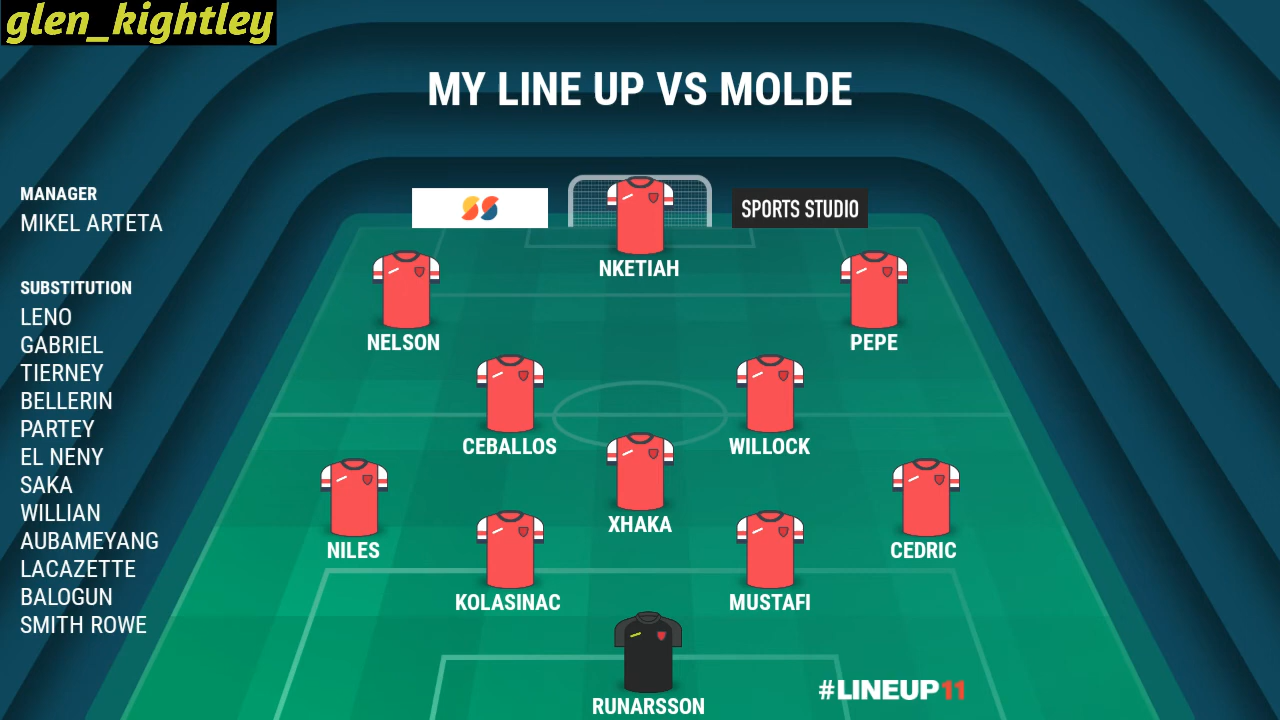 glen_kightley
MY LINE UP VS MOLDE
MANAGER
MIKEL ARTETA
SUBSTITUTION
LENO
GABRIEL
TIERNEY
BELLERIN
PARTEY
EL NENY
SAKA
WILLIAN
AUBAMEYANG
LACAZETTE
BALOGUN
SMITH ROWE
SS
SPORTS STUDIO
NKETIAH
NELSON
PEPE
CEBALLOS
WILLOCK
XHAKA
NILES
CEDRIC
KOLASINAC
MUSTAFI
RUNARSSON
#LINEUP11